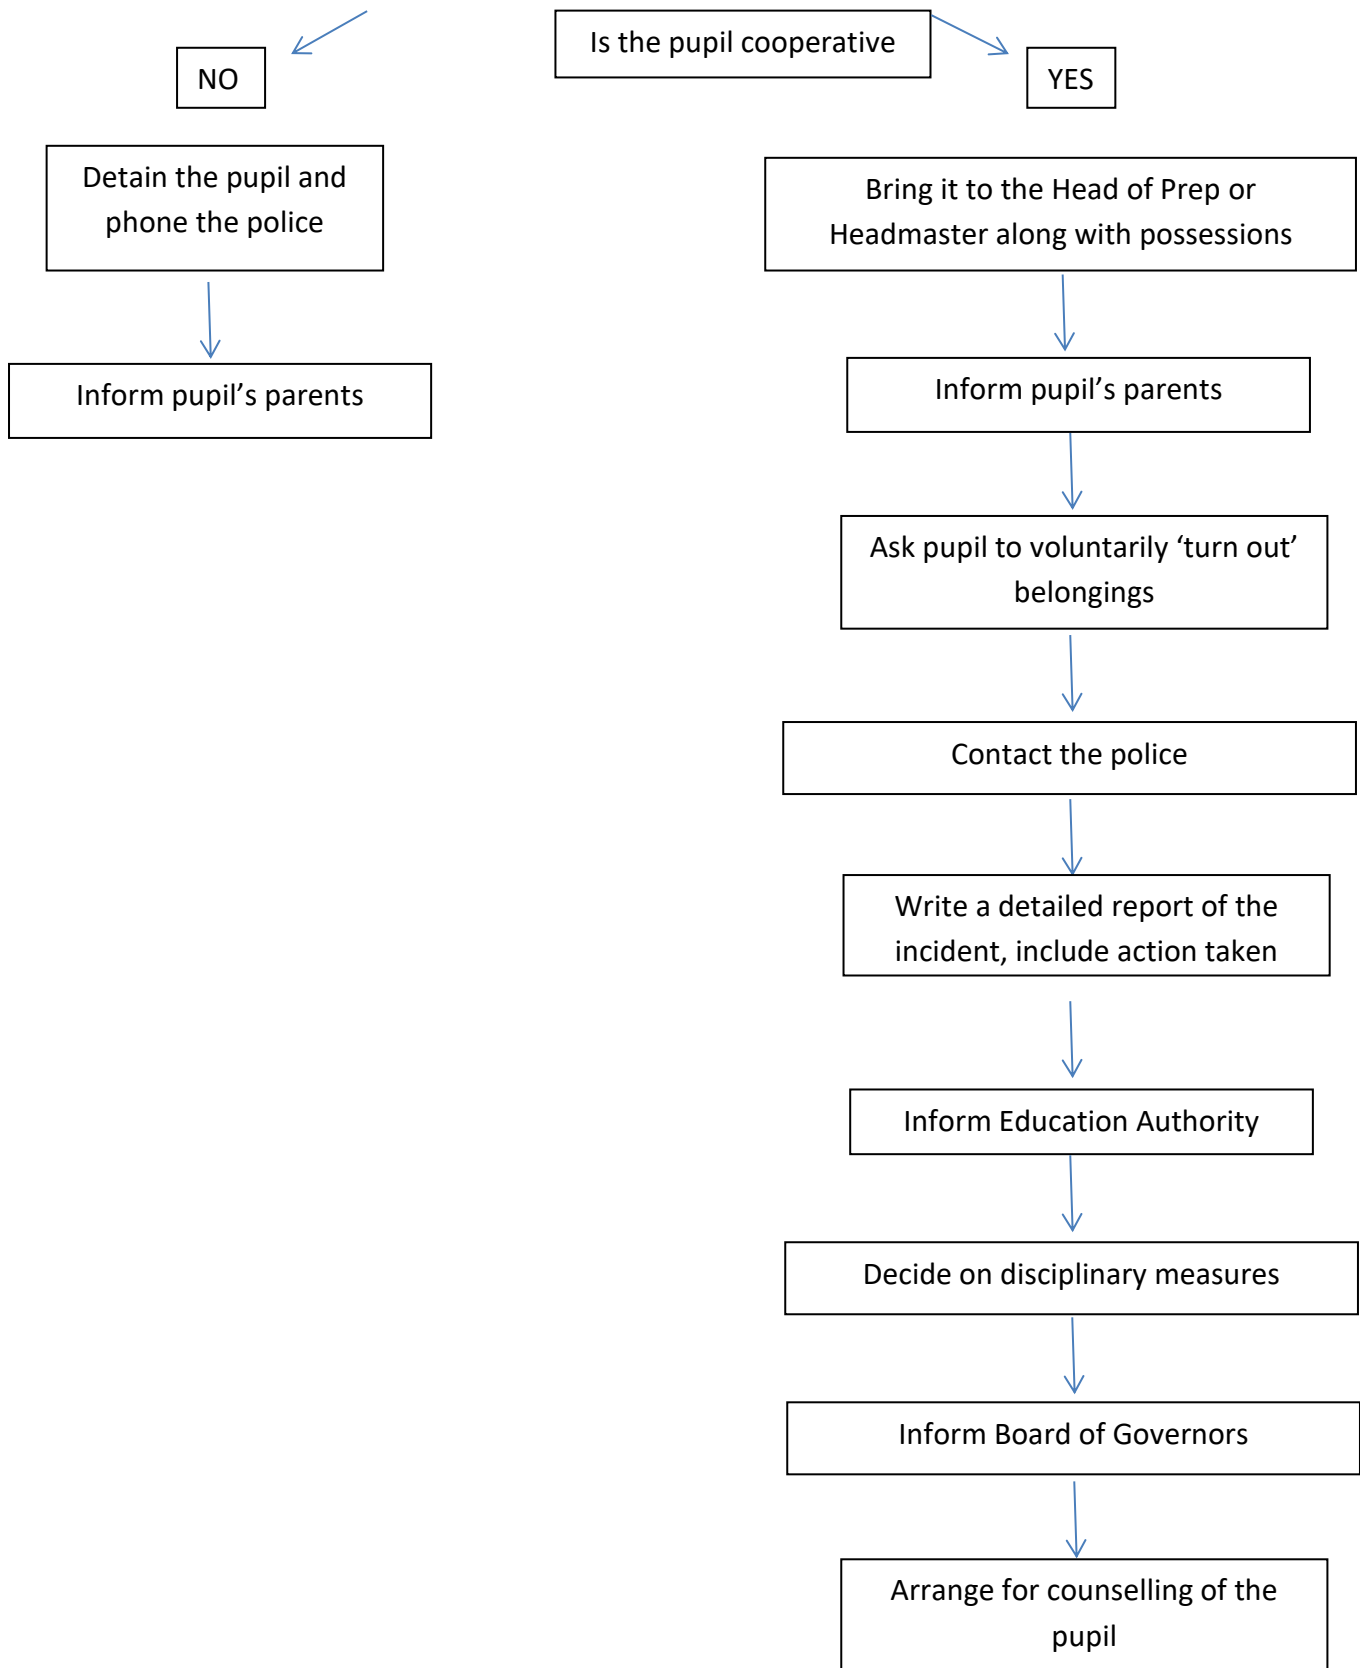 Is the pupil cooperative
NO
YES
Detain the pupil and
phone the police
Inform pupil’s parents
Bring it to the Head of Prep or
Headmaster along with possessions
Inform pupil’s parents
Ask pupil to voluntarily ‘turn out’
belongings
Contact the police
Write a detailed report of the
incident, include action taken
Inform Education Authority
Decide on disciplinary measures
Inform Board of Governors
Arrange for counselling of the
pupil